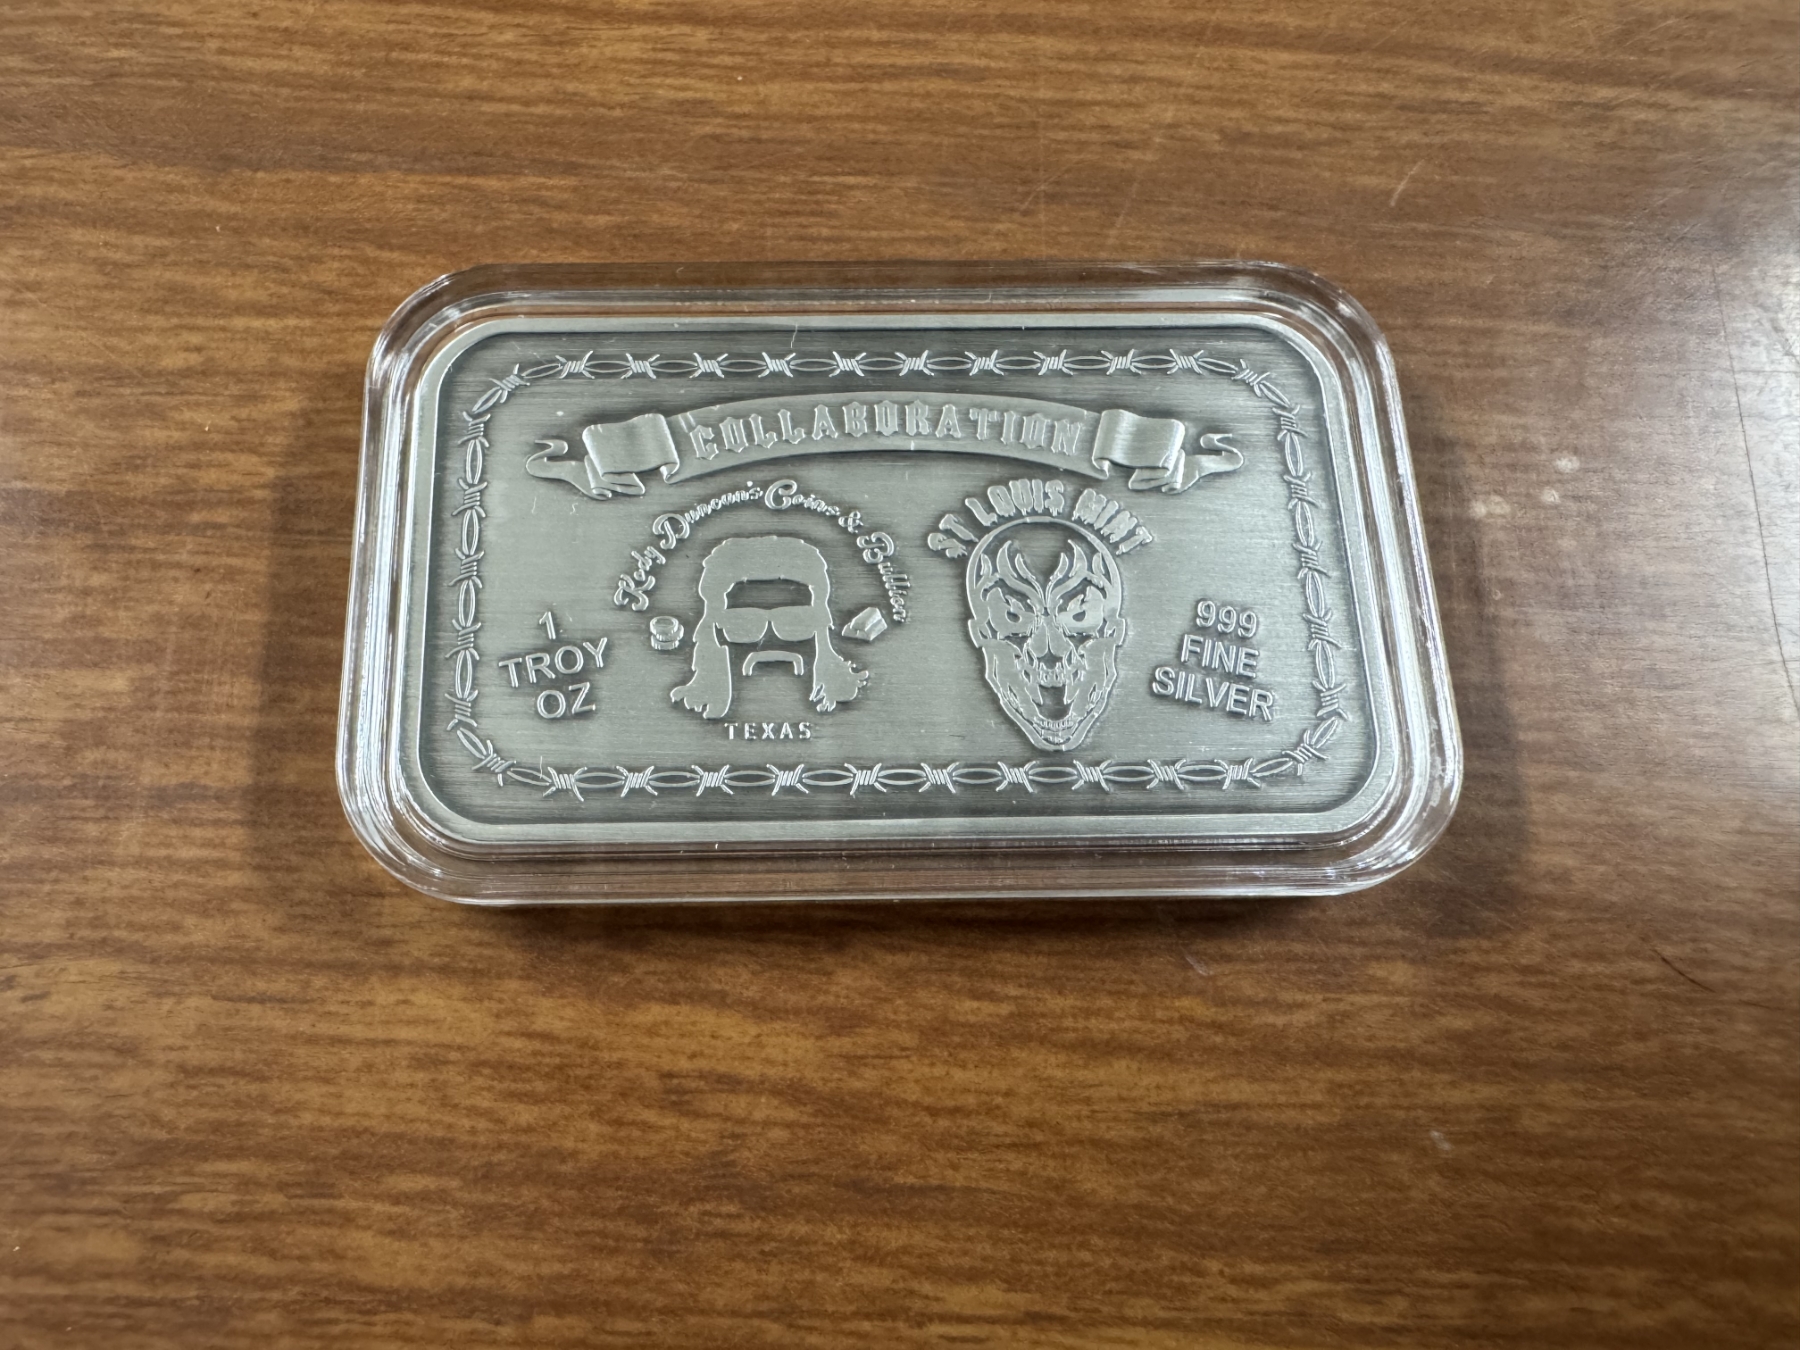 COLLABORATION
Kody Duncan's Coins & Bullion
ST LOUIS MINT
1
TROY
OZ
999
FINE
SILVER
TEXAS